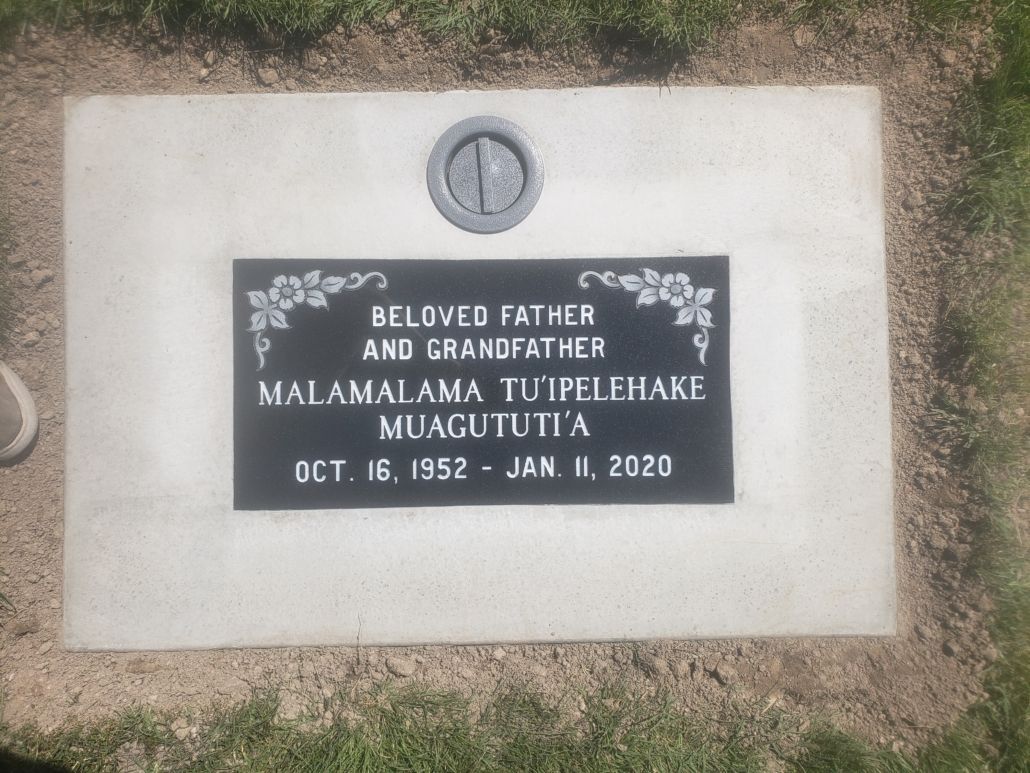 BELOVED FATHER
AND GRANDFATHER
MALAMALAMA TU'IPELEHAKE
MUAGUTUTI'A
OCT. 16, 1952 - JAN. 11, 2020